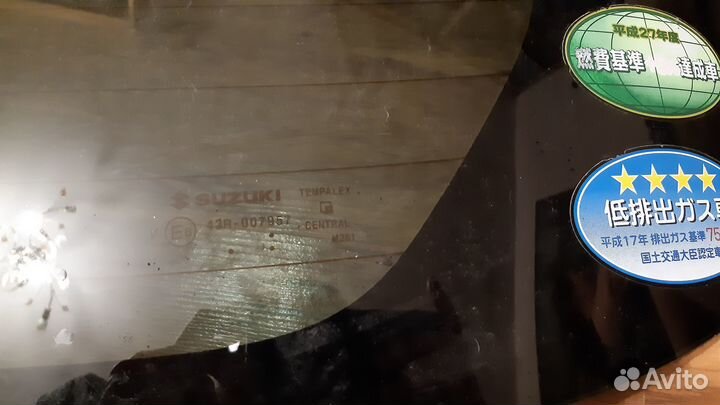 平成27年度
燃費基準 達成車
SUZUKI TEMPALEX
43R-007957 CENTRAL
M261
低排出ガス車
平成17年 排出ガス基準 75
国土交通大臣認定車
Avito